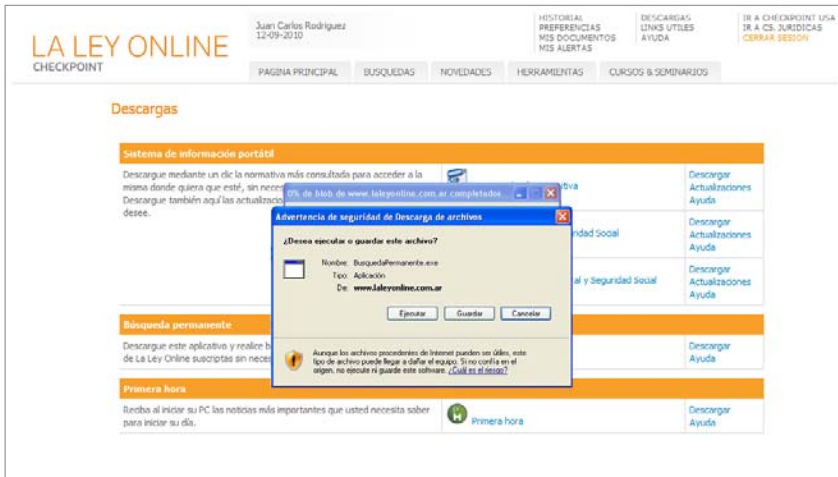 LA LEY ONLINE
CHECKPOINT
Juan Carlos Rodriguez
12-09-2010
HISTORIAL
PREFERENCIAS
MIS DOCUMENTOS
MIS ALERTAS
DESCARGAS
LINKS UTILES
AYUDA
IR A CHECKPOINT USA
IR A CS. JURIDICAS
CERRAR SESION
PAGINA PRINCIPAL
BUSQUEDAS
NOVEDADES
HERRAMIENTAS
CURSOS & SEMINARIOS
Descargas
Sistema de información portátil
Descargue mediante un clic la normativa más consultada para acceder a la
misma donde quiera que esté, sin neces
Descargue también aquí las actualizacio
desee.
itiva
Descargar
Actualizaciones
Ayuda
ridad Social
Descargar
Actualizaciones
Ayuda
al y Seguridad Social
Descargar
Actualizaciones
Ayuda
0% de blob de www.laleyonline.com.ar completados
Advertencia de seguridad de Descarga de archivos
¿Desea ejecutar o guardar este archivo?
Nombre: BusquedaPermanente.exe
Tipo: Aplicación
De: www.laleyonline.com.ar
Ejecutar
Guardar
Cancelar
Aunque los archivos procedentes de Internet pueden ser útiles, este
tipo de archivo puede llegar a dañar el equipo. Si no confía en el
origen, no ejecute ni guarde este software. ¿Cuál es el riesgo?
Búsqueda permanente
Descargue este aplicativo y realice b
de La Ley Online suscriptas sin neces
Descargar
Ayuda
Primera hora
Reciba al iniciar su PC las noticias más importantes que usted necesita saber
para iniciar su día.
Primera hora
Descargar
Ayuda